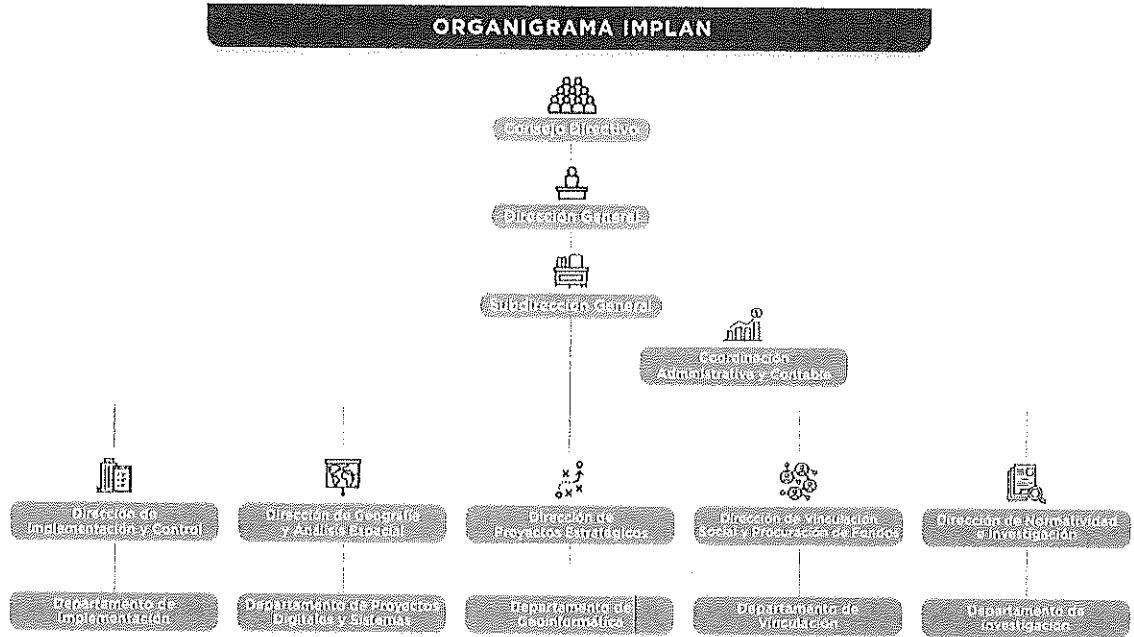 ORGANIGRAMA IMPLAN
Consejo Directivo
Dirección General
Subdirección General
Coordinación
Administrativa y Contable
Dirección de
Implementación y Control
Dirección de Geografía
y Análisis Espacial
Dirección de
Proyectos Estratégicos
Dirección de Vinculación
Social y Procuración de Fondos
Dirección de Normatividad
e Investigación
Departamento de
Implementación
Departamento de Proyectos
Digitales y Sistemas
Departamento de
Geoinformática
Departamento de
Vinculación
Departamento de
Investigación